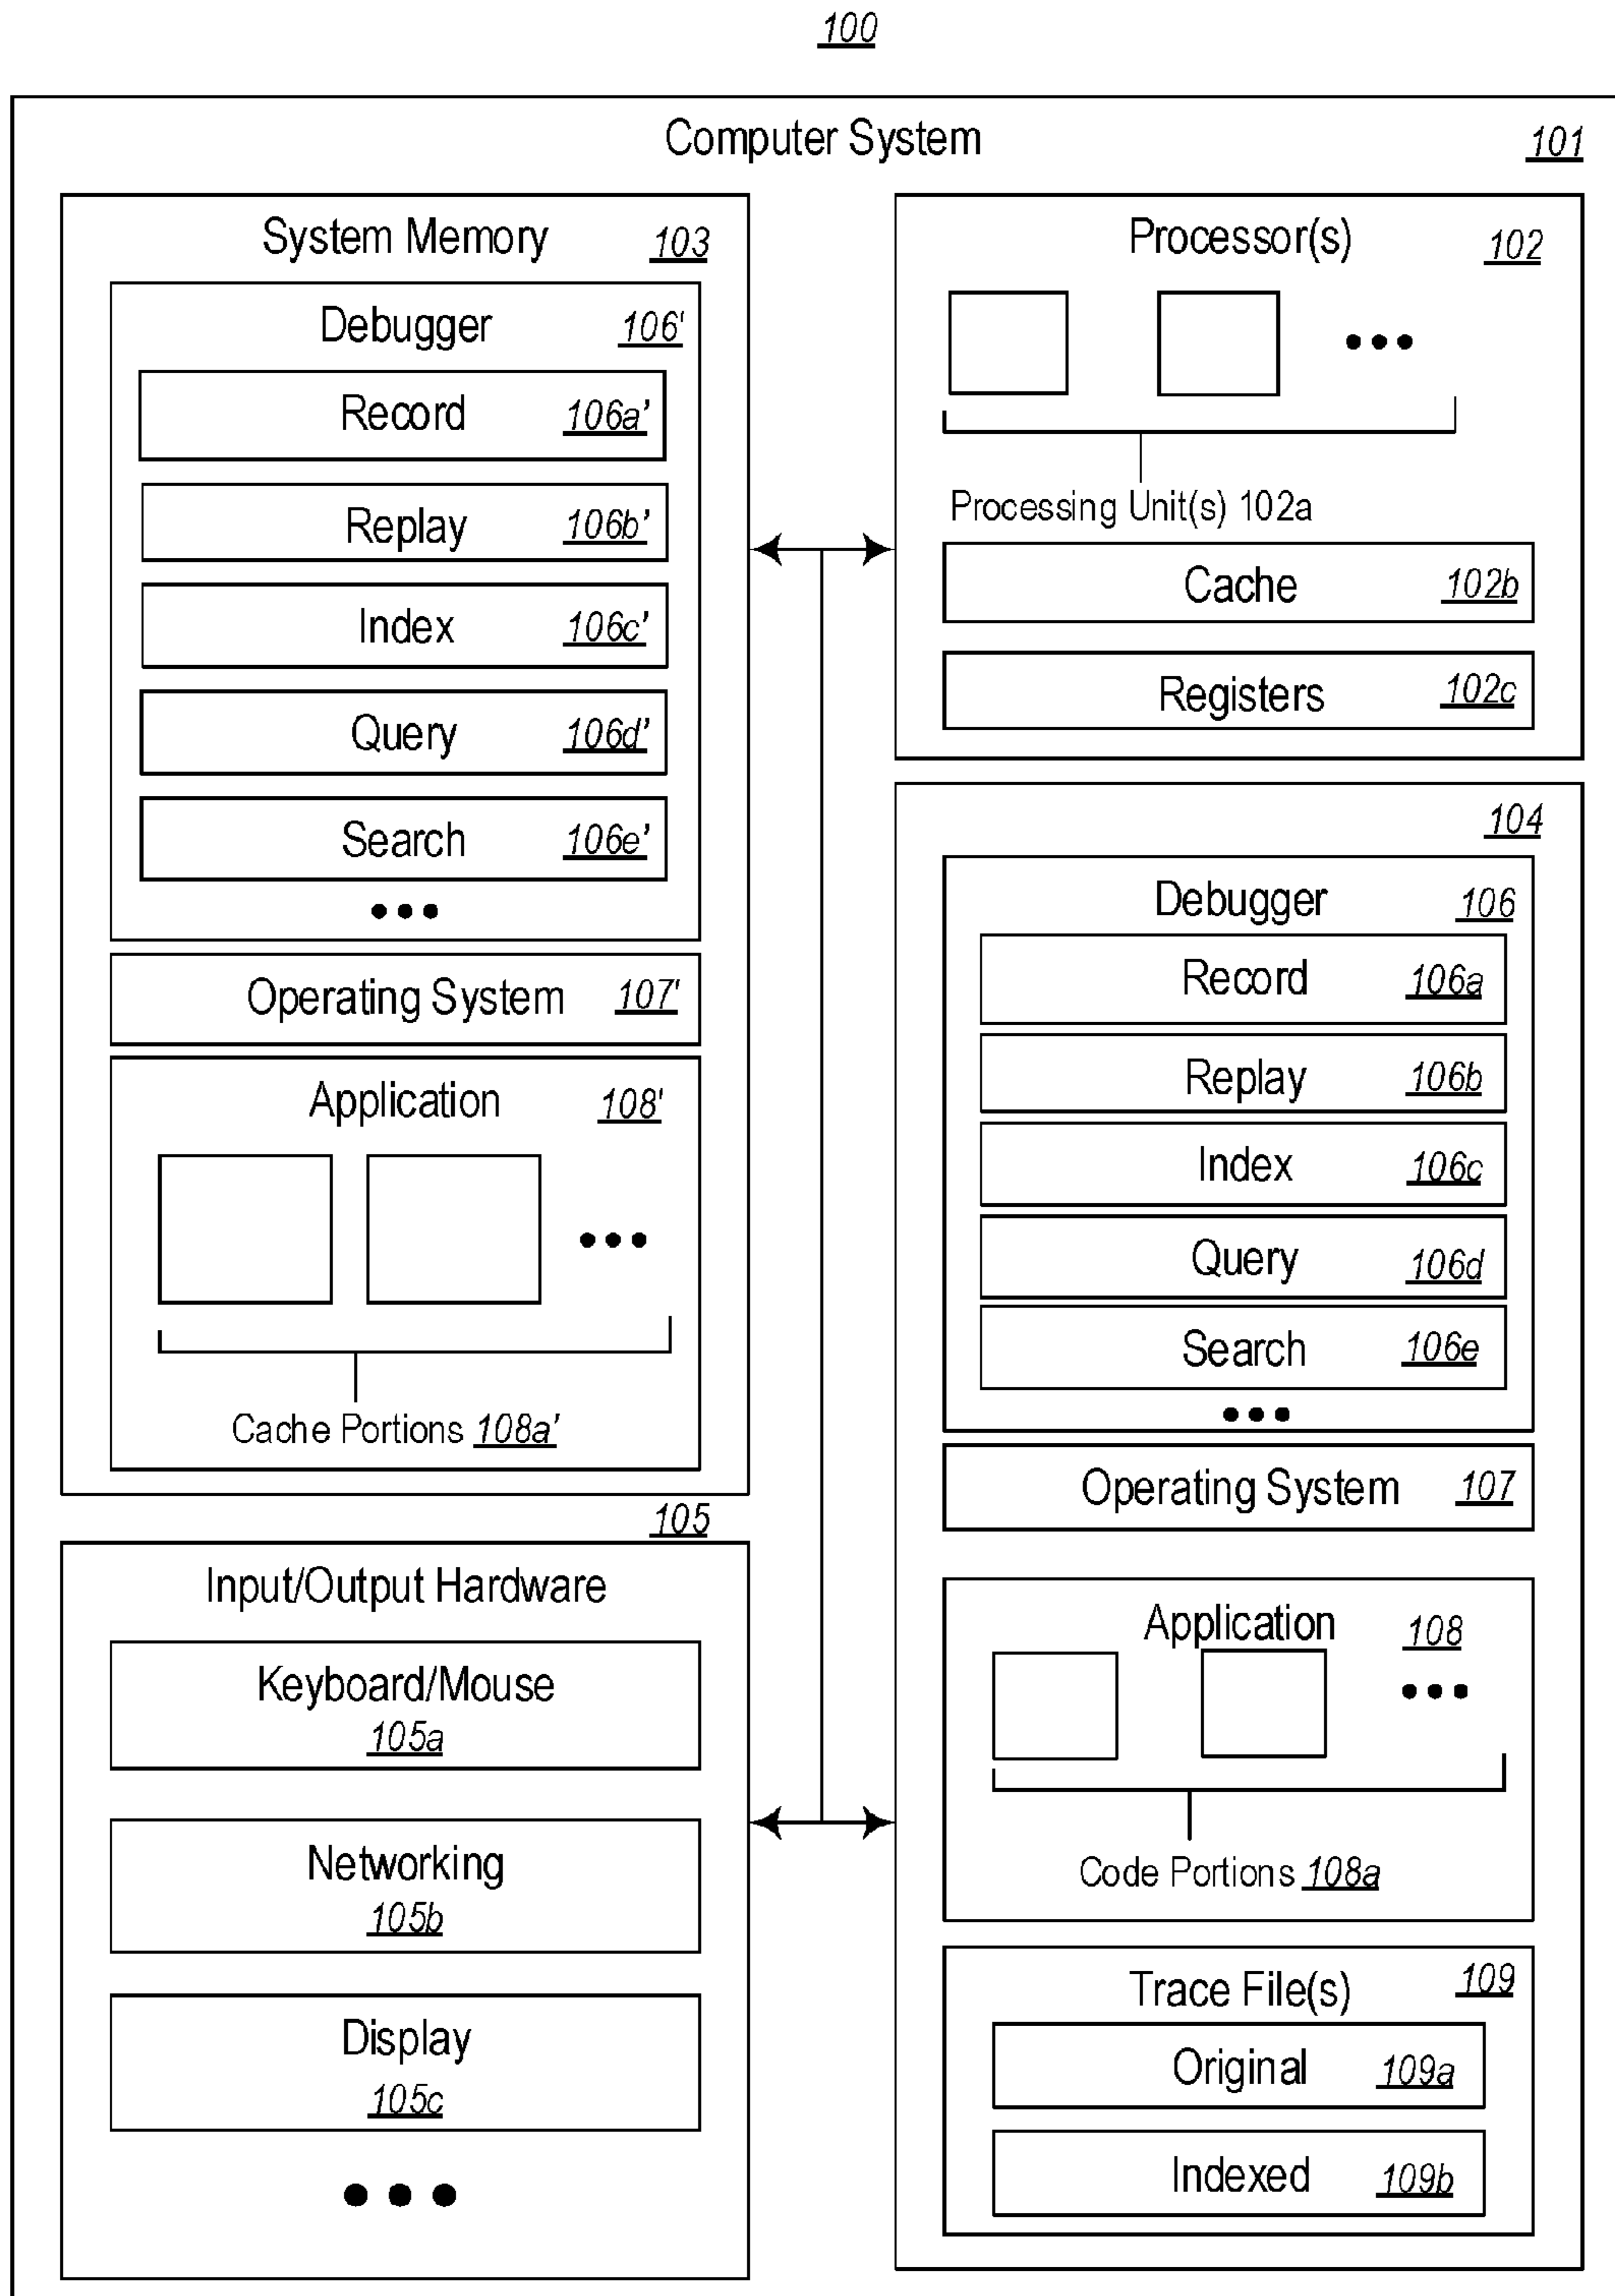 100
Computer System 101
System Memory 103
Debugger 106'
Record 106a'
Replay 106b'
Index 106c'
Query 106d'
Search 106e'
•••
Operating System 107'
Application 108'
•••
Cache Portions 108a'
105
Input/Output Hardware
Keyboard/Mouse
105a
Networking
105b
Display
105c
•••
Processor(s) 102
•••
Processing Unit(s) 102a
Cache 102b
Registers 102c
104
Debugger 106
Record 106a
Replay 106b
Index 106c
Query 106d
Search 106e
•••
Operating System 107
Application 108
•••
Code Portions 108a
Trace File(s) 109
Original 109a
Indexed 109b